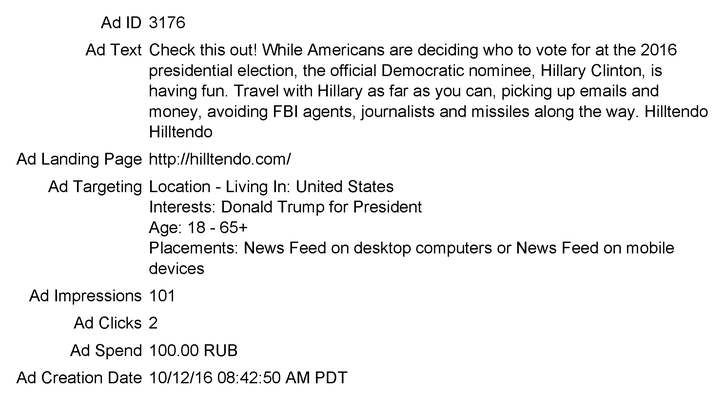 Ad ID 3176
Ad Text Check this out! While Americans are deciding who to vote for at the 2016
presidential election, the official Democratic nominee, Hillary Clinton, is
having fun. Travel with Hillary as far as you can, picking up emails and
money, avoiding FBI agents, journalists and missiles along the way. Hilltendo
Hilltendo
Ad Landing Page http://hilltendo.com/
Ad Targeting Location - Living In: United States
Interests: Donald Trump for President
Age: 18 - 65+
Placements: News Feed on desktop computers or News Feed on mobile
devices
Ad Impressions 101
Ad Clicks 2
Ad Spend 100.00 RUB
Ad Creation Date 10/12/16 08:42:50 AM PDT